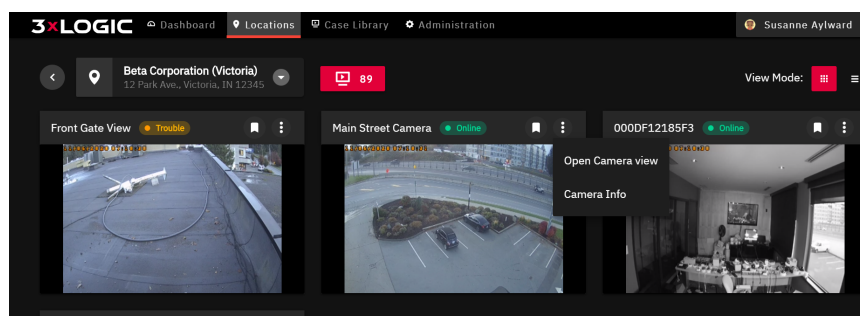 3xLOGIC Dashboard Locations Case Library Administration Susanne Aylward
Beta Corporation (Victoria)
12 Park Ave., Victoria, IN 12345
89
View Mode:
Front Gate View Trouble
Main Street Camera Online
000DF12185F3 Online
Open Camera view
Camera Info